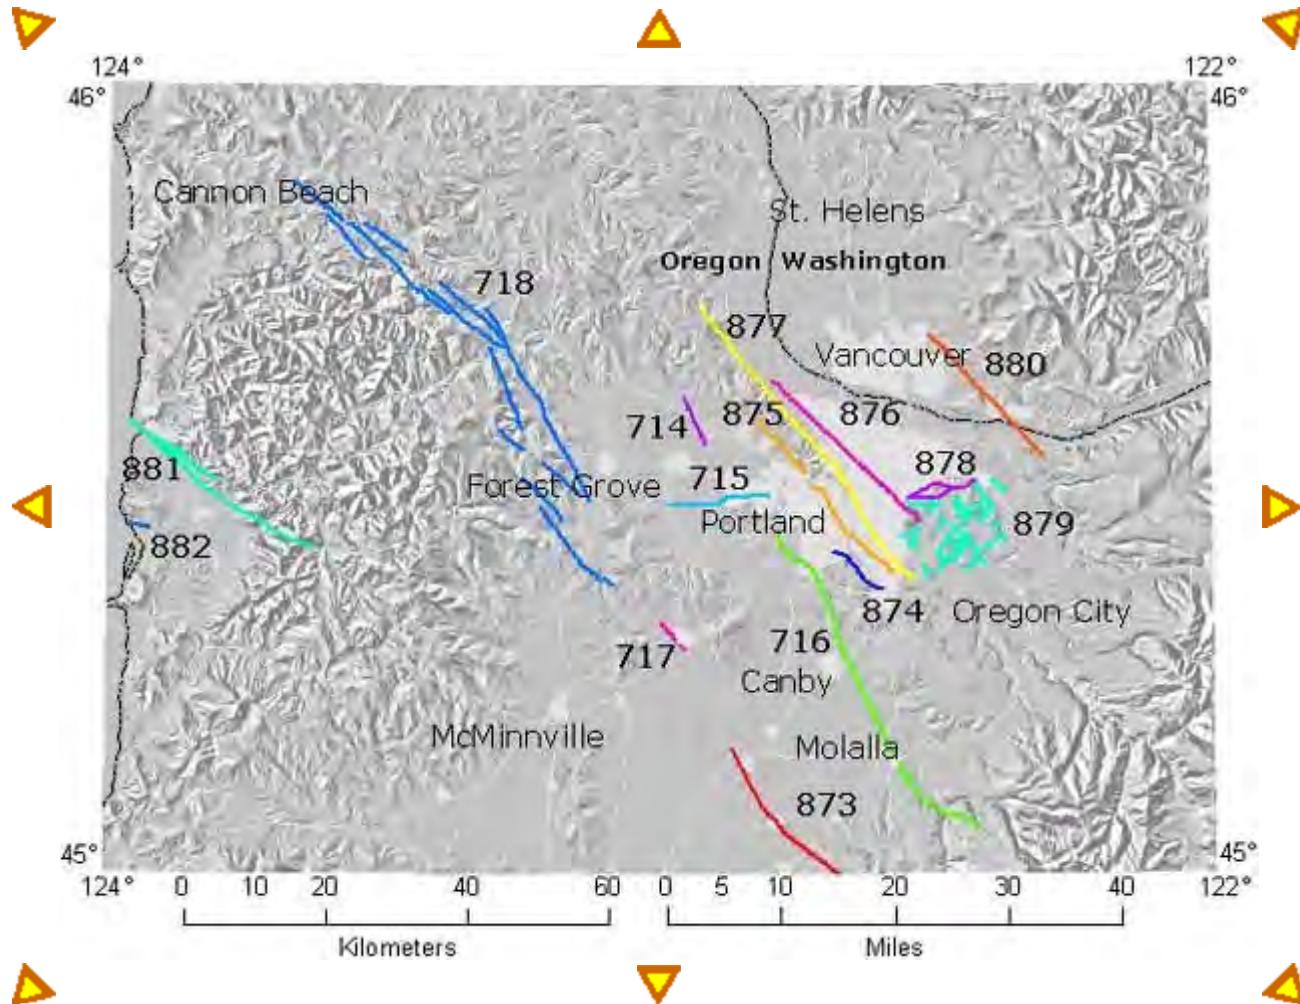 124°
122°
46°
46°
Cannon Beach
St. Helens
Oregon Washington
718
877
Vancouver
880
714
875
876
881
878
Forest Grove
715
Portland
879
882
874
Oregon City
717
716
Canby
McMinnville
Molalla
873
45°
45°
124° 0 10 20 40 60 0 5 10 20 30 40 122°
Kilometers
Miles